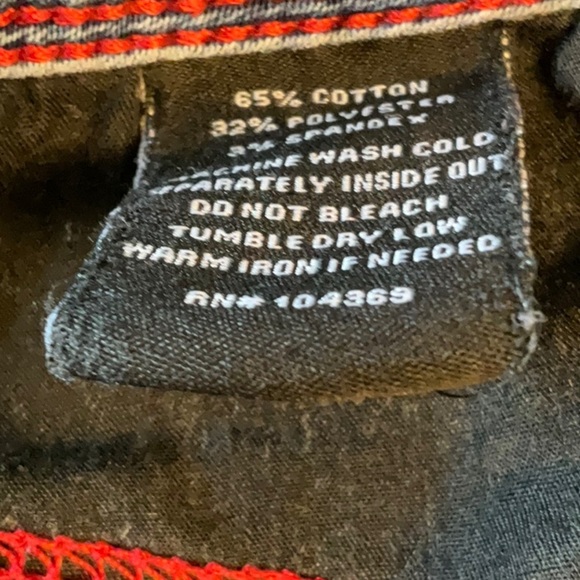 65% COTTON
32% POLYESTER
3% SPANDEX
MACHINE WASH COLD
SEPARATELY INSIDE OUT
DO NOT BLEACH
TUMBLE DRY LOW
WARM IRON IF NEEDED
RN# 104369